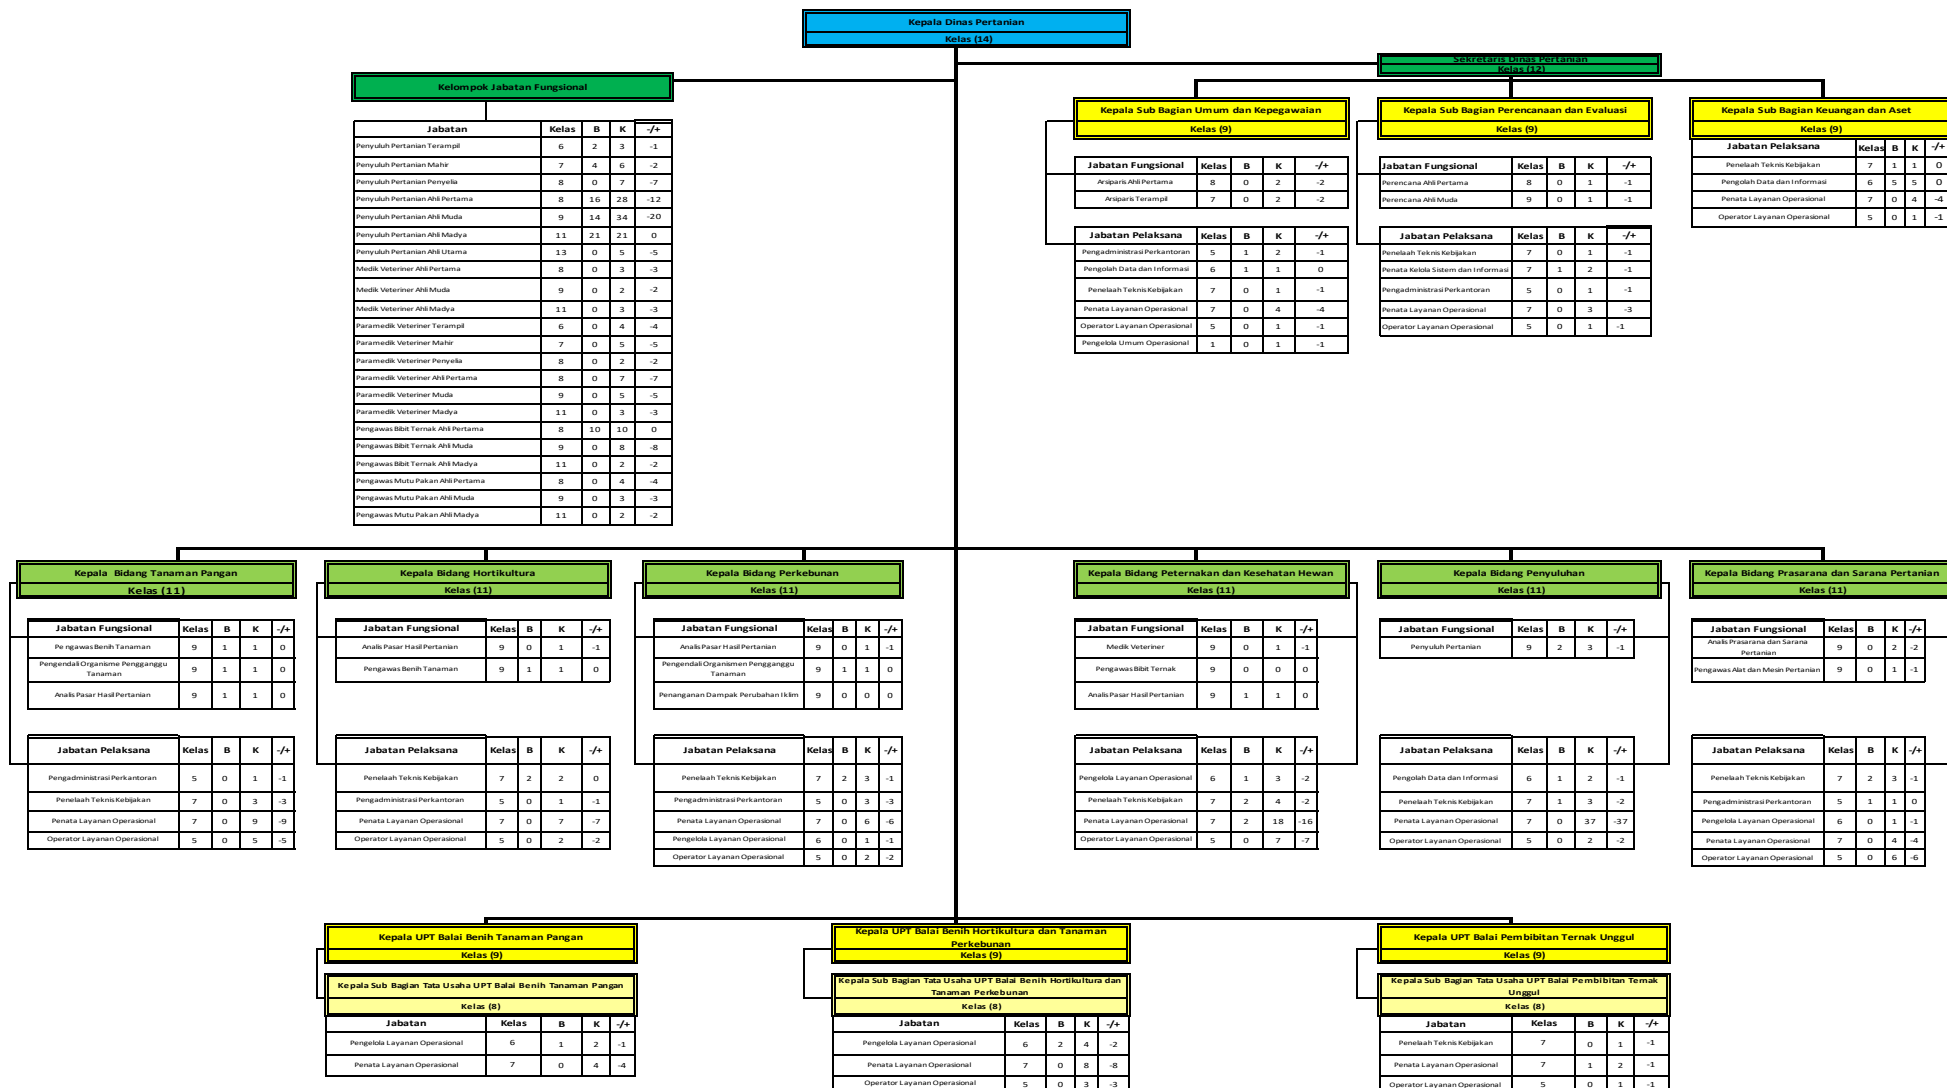 Kepala Dinas Pertanian
Kelas (14)
Sekretaris Dinas Pertanian
Kelas (12)
Kelompok Jabatan Fungsional
Jabatan Kelas B K -/+
Penyuluh Pertanian Terampil 6 2 3 -1
Penyuluh Pertanian Mahir 7 4 6 -2
Penyuluh Pertanian Penyelia 8 0 7 -7
Penyuluh Pertanian Ahli Pertama 8 16 28 -12
Penyuluh Pertanian Ahli Muda 9 14 34 -20
Penyuluh Pertanian Ahli Madya 11 21 21 0
Penyuluh Pertanian Ahli Utama 13 0 5 -5
Medik Veteriner Ahli Pertama 8 0 3 -3
Medik Veteriner Ahli Muda 9 0 2 -2
Medik Veteriner Ahli Madya 11 0 3 -3
Paramedik Veteriner Terampil 6 0 4 -4
Paramedik Veteriner Mahir 7 0 5 -5
Paramedik Veteriner Penyelia 8 0 2 -2
Paramedik Veteriner Ahli Pertama 8 0 7 -7
Paramedik Veteriner Muda 9 0 5 -5
Paramedik Veteriner Madya 11 0 3 -3
Pengawas Bibit Ternak Ahli Pertama 8 10 10 0
Pengawas Bibit Ternak Ahli Muda 9 0 8 -8
Pengawas Bibit Ternak Ahli Madya 11 0 2 -2
Pengawas Mutu Pakan Ahli Pertama 8 0 4 -4
Pengawas Mutu Pakan Ahli Muda 9 0 3 -3
Pengawas Mutu Pakan Ahli Madya 11 0 2 -2
Kepala Sub Bagian Umum dan Kepegawaian
Kelas (9)
Jabatan Fungsional Kelas B K -/+
Arsiparis Ahli Pertama 8 0 2 -2
Arsiparis Terampil 7 0 2 -2
Jabatan Pelaksana Kelas B K -/+
Pengadministrasi Perkantoran 5 1 2 -1
Pengolah Data dan Informasi 6 1 1 0
Penelaah Teknis Kebijakan 7 0 1 -1
Penata Layanan Operasional 7 0 4 -4
Operator Layanan Operasional 5 0 1 -1
Pengelola Umum Operasional 1 0 1 -1
Kepala Sub Bagian Perencanaan dan Evaluasi
Kelas (9)
Jabatan Fungsional Kelas B K -/+
Perencana Ahli Pertama 8 0 1 -1
Perencana Ahli Muda 9 0 1 -1
Jabatan Pelaksana Kelas B K -/+
Penelaah Teknis Kebijakan 7 0 1 -1
Penata Kelola Sistem dan Informasi 7 1 2 -1
Pengadministrasi Perkantoran 5 0 1 -1
Penata Layanan Operasional 7 0 3 -3
Operator Layanan Operasional 5 0 1 -1
Kepala Sub Bagian Keuangan dan Aset
Kelas (9)
Jabatan Pelaksana Kelas B K -/+
Penelaah Teknis Kebijakan 7 1 1 0
Pengolah Data dan Informasi 6 5 5 0
Penata Layanan Operasional 7 0 4 -4
Operator Layanan Operasional 5 0 1 -1
Kepala Bidang Tanaman Pangan
Kelas (11)
Jabatan Fungsional Kelas B K -/+
Pengawas Benih Tanaman 9 1 1 0
Pengendali Organisme Pengganggu
Tanaman 9 1 1 0
Analis Pasar Hasil Pertanian 9 1 1 0
Jabatan Pelaksana Kelas B K -/+
Pengadministrasi Perkantoran 5 0 1 -1
Penelaah Teknis Kebijakan 7 0 3 -3
Penata Layanan Operasional 7 0 9 -9
Operator Layanan Operasional 5 0 5 -5
Kepala Bidang Hortikultura
Kelas (11)
Jabatan Fungsional Kelas B K -/+
Analis Pasar Hasil Pertanian 9 0 1 -1
Pengawas Benih Tanaman 9 1 1 0
Jabatan Pelaksana Kelas B K -/+
Penelaah Teknis Kebijakan 7 2 2 0
Pengadministrasi Perkantoran 5 0 1 -1
Penata Layanan Operasional 7 0 7 -7
Operator Layanan Operasional 5 0 2 -2
Kepala Bidang Perkebunan
Kelas (11)
Jabatan Fungsional Kelas B K -/+
Analis Pasar Hasil Pertanian 9 0 1 -1
Pengendali Organismen Pengganggu
Tanaman 9 1 1 0
Penanganan Dampak Perubahan Iklim 9 0 0 0
Jabatan Pelaksana Kelas B K -/+
Penelaah Teknis Kebijakan 7 2 3 -1
Pengadministrasi Perkantoran 5 0 3 -3
Penata Layanan Operasional 7 0 6 -6
Pengelola Layanan Operasional 6 0 1 -1
Operator Layanan Operasional 5 0 2 -2
Kepala Bidang Peternakan dan Kesehatan Hewan
Kelas (11)
Jabatan Fungsional Kelas B K -/+
Medik Veteriner 9 0 1 -1
Pengawas Bibit Ternak 9 0 0 0
Analis Pasar Hasil Pertanian 9 1 1 0
Jabatan Pelaksana Kelas B K -/+
Pengelola Layanan Operasional 6 1 3 -2
Penelaah Teknis Kebijakan 7 2 4 -2
Penata Layanan Operasional 7 2 18 -16
Operator Layanan Operasional 5 0 7 -7
Kepala Bidang Penyuluhan
Kelas (11)
Jabatan Fungsional Kelas B K -/+
Penyuluh Pertanian 9 2 3 -1
Jabatan Pelaksana Kelas B K -/+
Pengolah Data dan Informasi 6 1 2 -1
Penelaah Teknis Kebijakan 7 1 3 -2
Penata Layanan Operasional 7 0 37 -37
Operator Layanan Operasional 5 0 2 -2
Kepala Bidang Prasarana dan Sarana Pertanian
Kelas (11)
Jabatan Fungsional Kelas B K -/+
Analis Prasarana dan Sarana
Pertanian 9 0 2 -2
Pengawas Alat dan Mesin Pertanian 9 0 1 -1
Jabatan Pelaksana Kelas B K -/+
Penelaah Teknis Kebijakan 7 2 3 -1
Pengadministrasi Perkantoran 5 1 1 0
Pengelola Layanan Operasional 6 0 1 -1
Penata Layanan Operasional 7 0 4 -4
Operator Layanan Operasional 5 0 6 -6
Kepala UPT Balai Benih Tanaman Pangan
Kelas (9)
Kepala Sub Bagian Tata Usaha UPT Balai Benih Tanaman Pangan
Kelas (8)
Jabatan Kelas B K -/+
Pengelola Layanan Operasional 6 1 2 -1
Penata Layanan Operasional 7 0 4 -4
Kepala UPT Balai Benih Hortikultura dan Tanaman
Perkebunan
Kelas (9)
Kepala Sub Bagian Tata Usaha UPT Balai Benih Hortikultura dan
Tanaman Perkebunan
Kelas (8)
Jabatan Kelas B K -/+
Pengelola Layanan Operasional 6 2 4 -2
Penata Layanan Operasional 7 0 8 -8
Operator Layanan Operasional 5 0 3 -3
Kepala UPT Balai Pembibitan Ternak Unggul
Kelas (9)
Kepala Sub Bagian Tata Usaha UPT Balai Pembibitan Ternak
Unggul
Kelas (8)
Jabatan Kelas B K -/+
Penelaah Teknis Kebijakan 7 0 1 -1
Penata Layanan Operasional 7 1 2 -1
Operator Layanan Operasional 5 0 1 -1